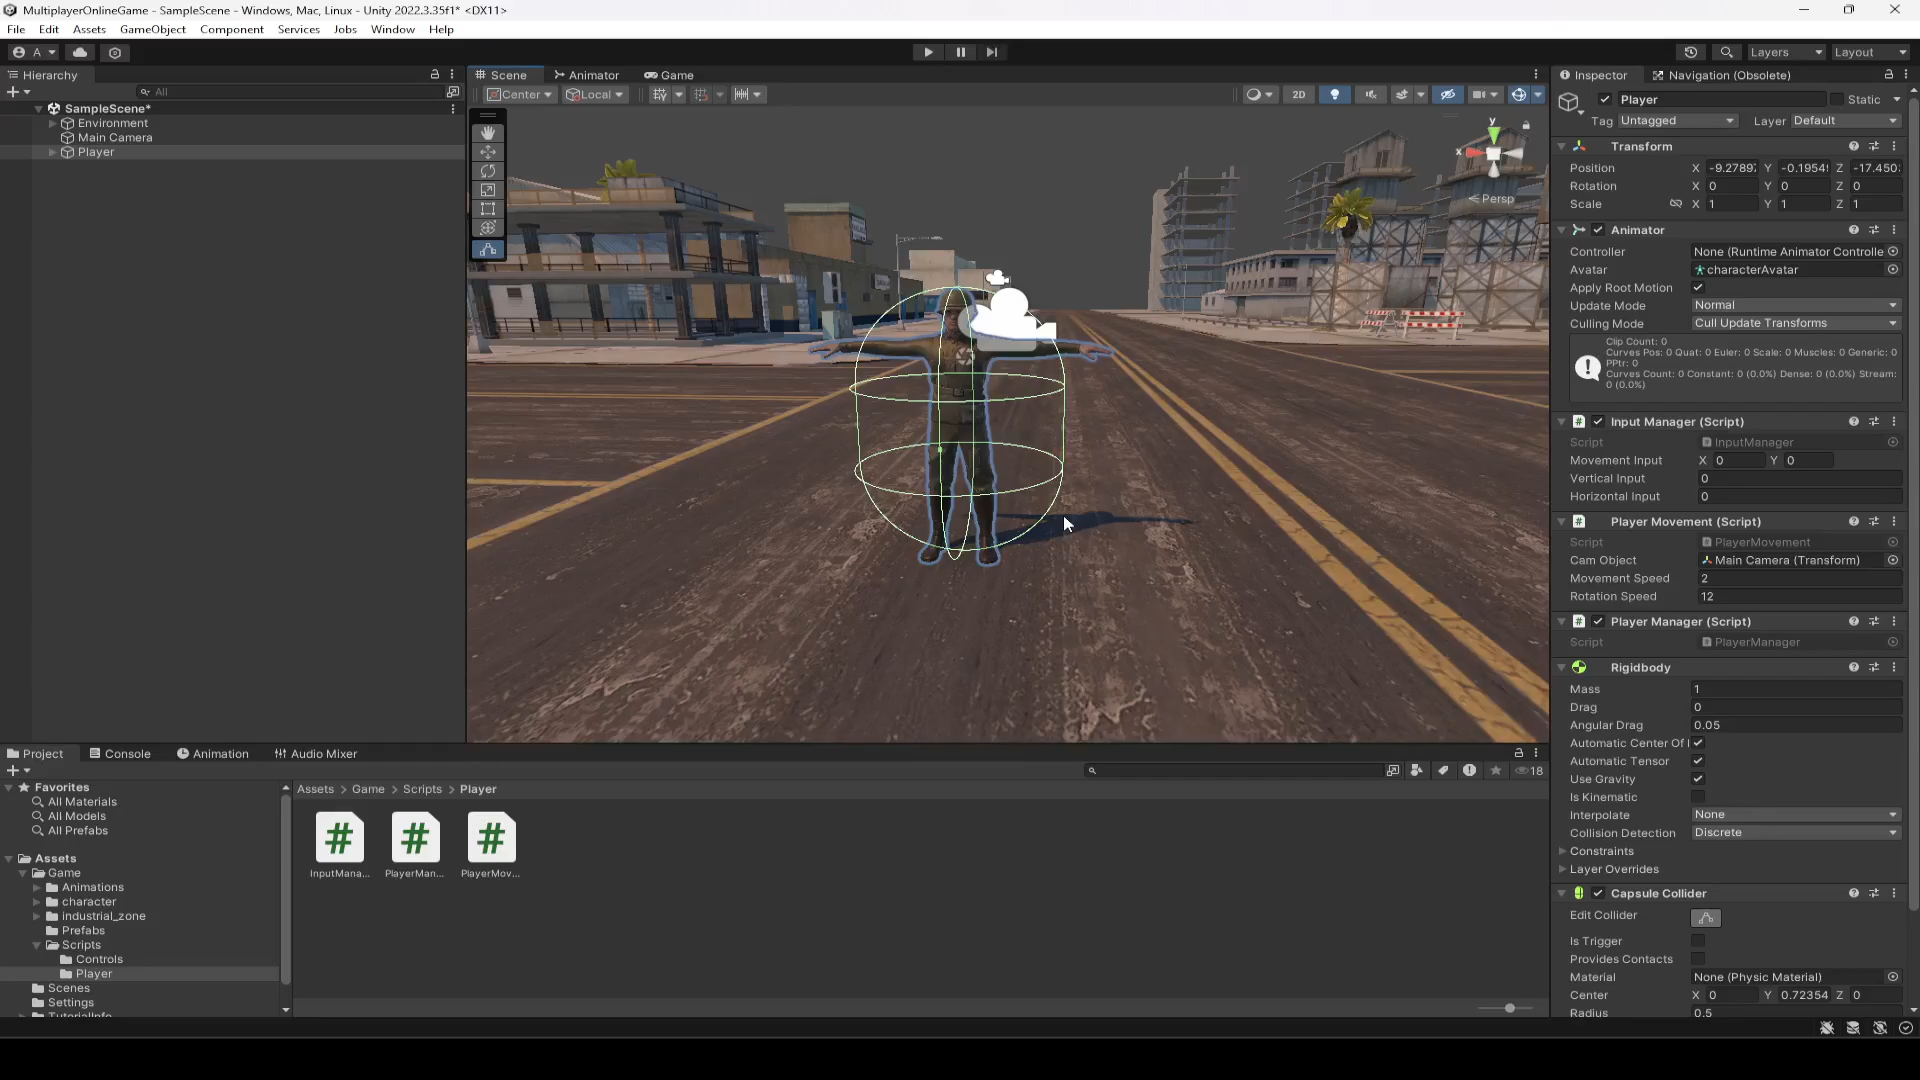 MultiplayerOnlineGame - SampleScene - Windows, Mac, Linux - Unity 2022.3.35f1* <DX11>
File Edit Assets GameObject Component Services Jobs Window Help
A Layers Layout
Hierarchy
All
SampleScene*
Environment
Main Camera
Player
Scene Animator Game
Center Local 2D
y
x
Persp
Inspector Navigation (Obsolete)
Player Static
Tag Untagged Layer Default
Transform
Position X -9.2789 Y -0.1954 Z -17.450
Rotation X 0 Y 0 Z 0
Scale X 1 Y 1 Z 1
Animator
Controller None (Runtime Animator Controlle
Avatar characterAvatar
Apply Root Motion
Update Mode Normal
Culling Mode Cull Update Transforms
Clip Count: 0
Curves Pos: 0 Quat: 0 Euler: 0 Scale: 0 Muscles: 0 Generic: 0
PPtr: 0
Curves Count: 0 Constant: 0 (0.0%) Dense: 0 (0.0%) Stream:
0 (0.0%)
Input Manager (Script)
Script InputManager
Movement Input X 0 Y 0
Vertical Input 0
Horizontal Input 0
Player Movement (Script)
Script PlayerMovement
Cam Object Main Camera (Transform)
Movement Speed 2
Rotation Speed 12
Player Manager (Script)
Script PlayerManager
Rigidbody
Mass 1
Drag 0
Angular Drag 0.05
Automatic Center Of
Automatic Tensor
Use Gravity
Is Kinematic
Interpolate None
Collision Detection Discrete
Constraints
Layer Overrides
Capsule Collider
Edit Collider
Is Trigger
Provides Contacts
Material None (Physic Material)
Center X 0 Y 0.72354 Z 0
Radius 0.5
Project Console Animation Audio Mixer
18
Favorites
All Materials
All Models
All Prefabs
Assets
Game
Animations
character
industrial_zone
Prefabs
Scripts
Controls
Player
Scenes
Settings
TutorialInfo
Assets > Game > Scripts > Player
# # #
InputMana... PlayerMan... PlayerMov...